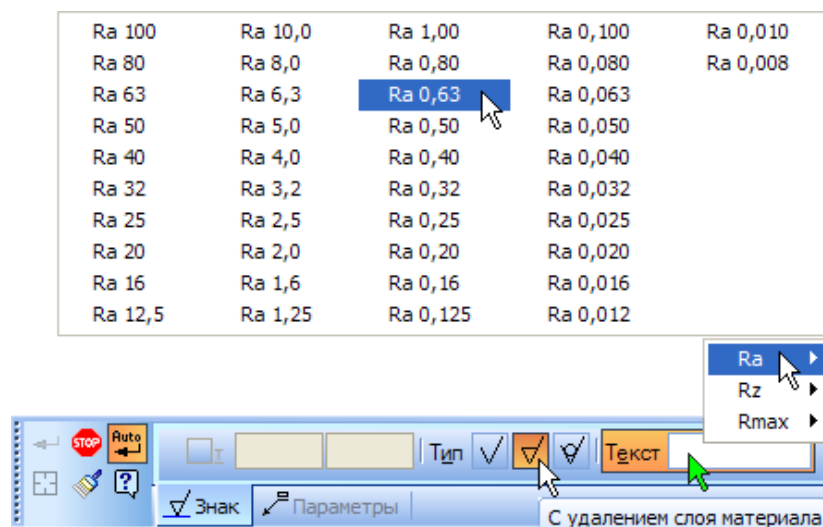 Ra 100 Ra 10,0 Ra 1,00 Ra 0,100 Ra 0,010
Ra 80 Ra 8,0 Ra 0,80 Ra 0,080 Ra 0,008
Ra 63 Ra 6,3 Ra 0,63 Ra 0,063
Ra 50 Ra 5,0 Ra 0,50 Ra 0,050
Ra 40 Ra 4,0 Ra 0,40 Ra 0,040
Ra 32 Ra 3,2 Ra 0,32 Ra 0,032
Ra 25 Ra 2,5 Ra 0,25 Ra 0,025
Ra 20 Ra 2,0 Ra 0,20 Ra 0,020
Ra 16 Ra 1,6 Ra 0,16 Ra 0,016
Ra 12,5 Ra 1,25 Ra 0,125 Ra 0,012
Ra
Rz
Rmax
STOP Auto T Тип Текст
Знак Параметры
С удалением слоя материала